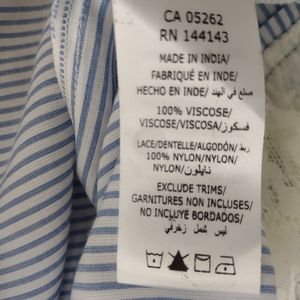 CA 05262
RN 144143
MADE IN INDIA/
FABRIQUÉ EN INDE/
HECHO EN INDE/ صنع في الهند
100% VISCOSE/
VISCOSE/VISCOSA/ فسكوز
LACE/DENTELLE/ALGODÓN/ ربط
100% NYLON/NYLON/
NYLON/ نايلون
EXCLUDE TRIMS/
GARNITURES NON INCLUSES/
NO INCLUYE BORDADOS/
ليس شمل زخرفي